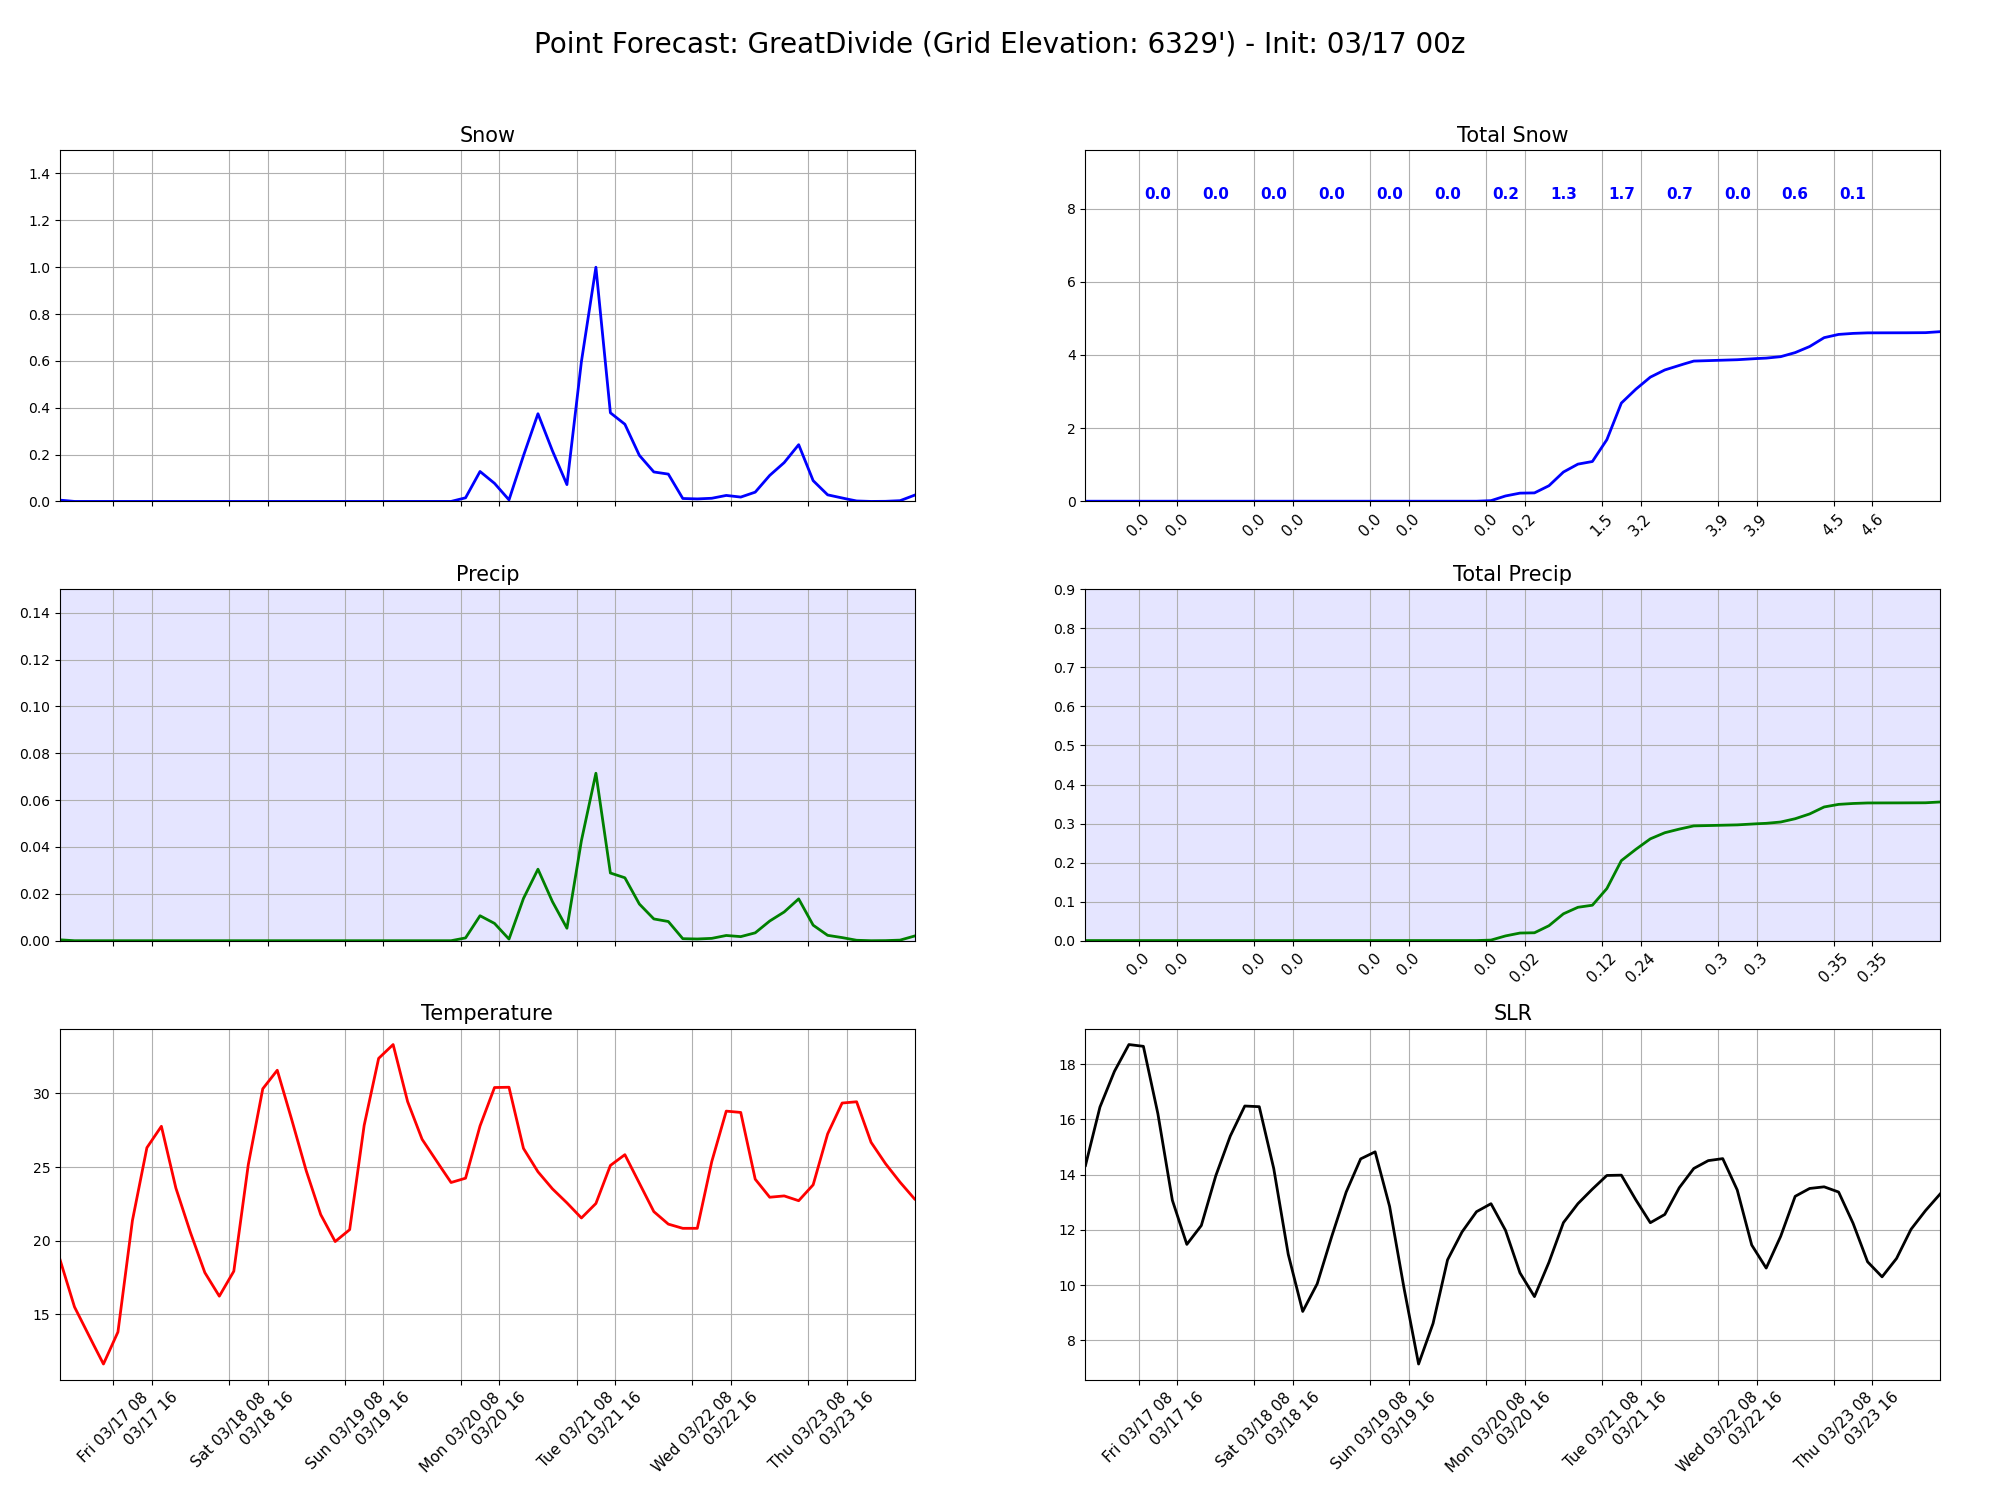 Point Forecast: GreatDivide (Grid Elevation: 6329') - Init: 03/17 00z
Snow
1.4
1.2
1.0
0.8
0.6
0.4
0.2
0.0
Total Snow
0.0 0.0 0.0 0.0 0.0 0.0 0.2 1.3 1.7 0.7 0.0 0.6 0.1
8
6
4
2
0
0.0 0.0 0.0 0.0 0.0 0.0 0.0 0.2 1.5 3.2 3.9 3.9 4.5 4.6
Precip
0.14
0.12
0.10
0.08
0.06
0.04
0.02
0.00
Total Precip
0.9
0.8
0.7
0.6
0.5
0.4
0.3
0.2
0.1
0.0
0.0 0.0 0.0 0.0 0.0 0.0 0.0 0.02 0.12 0.24 0.3 0.3 0.35 0.35
Temperature
30
25
20
15
Fri 03/17 08
03/17 16
Sat 03/18 08
03/18 16
Sun 03/19 08
03/19 16
Mon 03/20 08
03/20 16
Tue 03/21 08
03/21 16
Wed 03/22 08
03/22 16
Thu 03/23 08
03/23 16
SLR
18
16
14
12
10
8
Fri 03/17 08
03/17 16
Sat 03/18 08
03/18 16
Sun 03/19 08
03/19 16
Mon 03/20 08
03/20 16
Tue 03/21 08
03/21 16
Wed 03/22 08
03/22 16
Thu 03/23 08
03/23 16